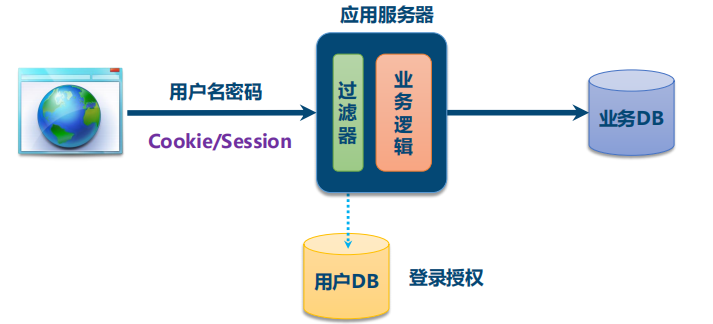 应用服务器
用户名密码
Cookie/Session
过滤器
业务逻辑
业务DB
用户DB
登录授权